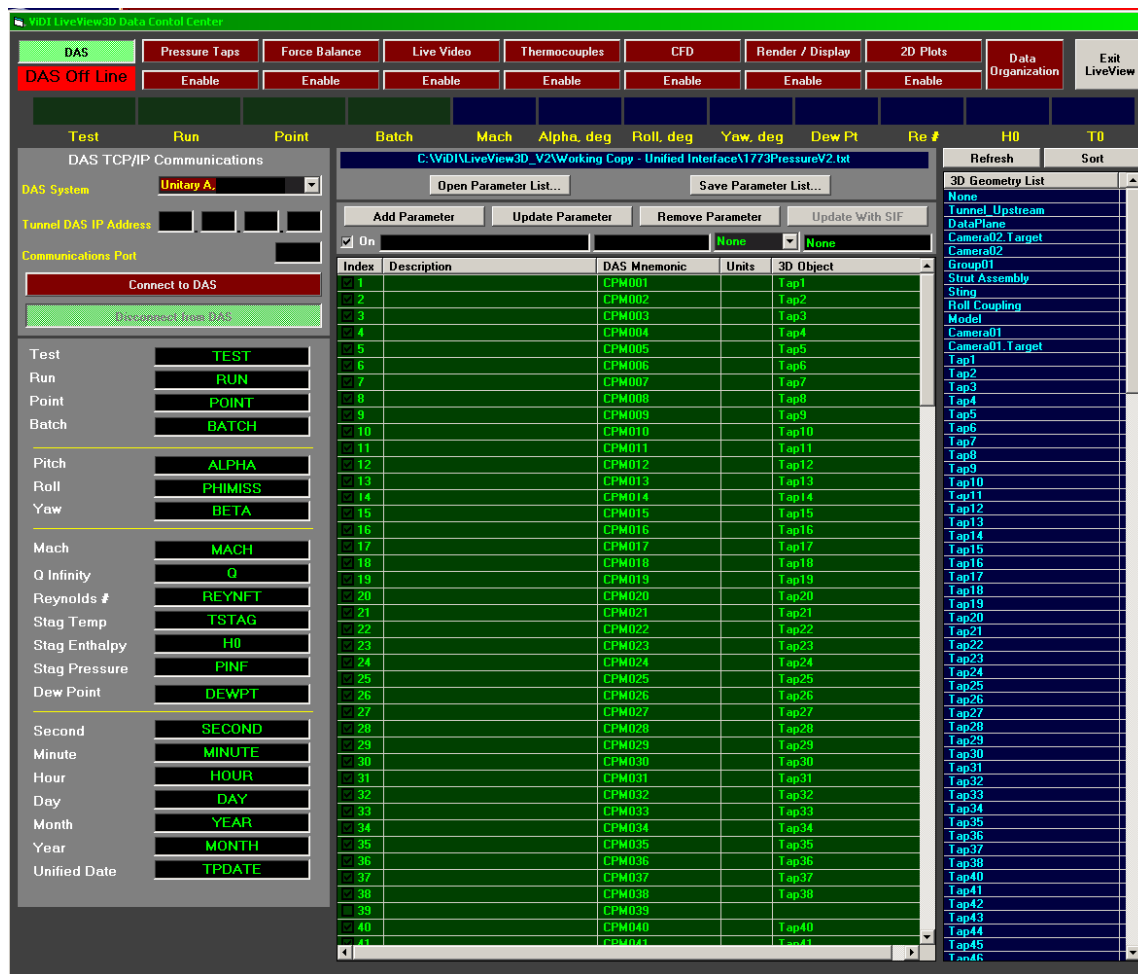 ViDI LiveView3D Data Contol Center
DAS Pressure Taps Force Balance Live Video Thermocouples CFD Render / Display 2D Plots Data Organization Exit LiveView
DAS Off Line Enable Enable Enable Enable Enable Enable Enable
Test Run Point Batch Mach Alpha, deg Roll, deg Yaw, deg Dew Pt Re # H0 T0
DAS TCP/IP Communications
DAS System Unitary A,
Tunnel DAS IP Address . . .
Communications Port
Connect to DAS
Disconnect from DAS
Test TEST
Run RUN
Point POINT
Batch BATCH
Pitch ALPHA
Roll PHIMISS
Yaw BETA
Mach MACH
Q Infinity Q
Reynolds # REYNFT
Stag Temp TSTAG
Stag Enthalpy H0
Stag Pressure PINF
Dew Point DEWPT
Second SECOND
Minute MINUTE
Hour HOUR
Day DAY
Month YEAR
Year MONTH
Unified Date TPDATE
C:\ViDI\LiveView3D_V2\Working Copy - Unified Interface\1773PressureV2.txt
Open Parameter List... Save Parameter List...
Add Parameter Update Parameter Remove Parameter Update With SIF
On None None
Index Description DAS Mnemonic Units 3D Object
1 CPM001 Tap1
2 CPM002 Tap2
3 CPM003 Tap3
4 CPM004 Tap4
5 CPM005 Tap5
6 CPM006 Tap6
7 CPM007 Tap7
8 CPM008 Tap8
9 CPM009 Tap9
10 CPM010 Tap10
11 CPM011 Tap11
12 CPM012 Tap12
13 CPM013 Tap13
14 CPM014 Tap14
15 CPM015 Tap15
16 CPM016 Tap16
17 CPM017 Tap17
18 CPM018 Tap18
19 CPM019 Tap19
20 CPM020 Tap20
21 CPM021 Tap21
22 CPM022 Tap22
23 CPM023 Tap23
24 CPM024 Tap24
25 CPM025 Tap25
26 CPM026 Tap26
27 CPM027 Tap27
28 CPM028 Tap28
29 CPM029 Tap29
30 CPM030 Tap30
31 CPM031 Tap31
32 CPM032 Tap32
33 CPM033 Tap33
34 CPM034 Tap34
35 CPM035 Tap35
36 CPM036 Tap36
37 CPM037 Tap37
38 CPM038 Tap38
39 CPM039
40 CPM040 Tap40
41 CPM041 Tap41
Refresh Sort
3D Geometry List
None
Tunnel_Upstream
DataPlane
Camera02.Target
Camera02
Group01
Strut Assembly
Sting
Roll Coupling
Model
Camera01
Camera01.Target
Tap1
Tap2
Tap3
Tap4
Tap5
Tap6
Tap7
Tap8
Tap9
Tap10
Tap11
Tap12
Tap13
Tap14
Tap15
Tap16
Tap17
Tap18
Tap19
Tap20
Tap21
Tap22
Tap23
Tap24
Tap25
Tap26
Tap27
Tap28
Tap29
Tap30
Tap31
Tap32
Tap33
Tap34
Tap35
Tap36
Tap37
Tap38
Tap40
Tap41
Tap42
Tap43
Tap44
Tap45
Tap46